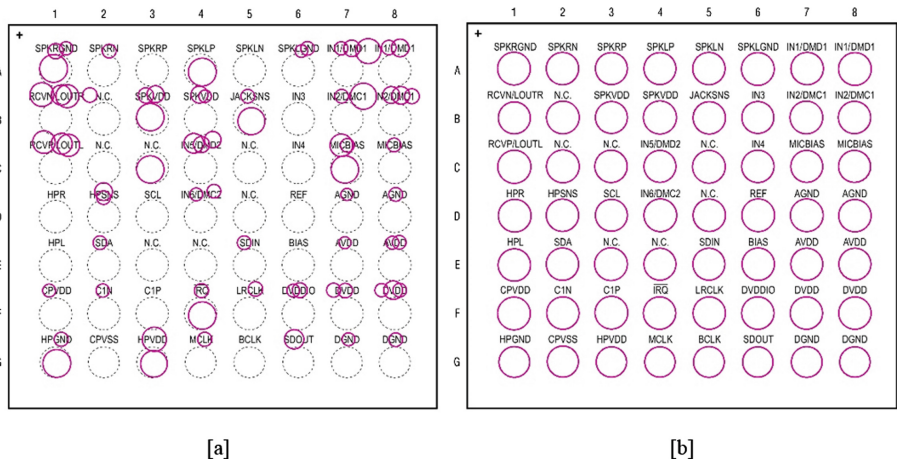 1 2 3 4 5 6 7 8
+
SPKRGND SPKRN SPKRP SPKLP SPKLN SPKLGND IN1/DMD1 IN1/DMD1
A
RCVN/LOUTR N.C. SPKVDD SPKVDD JACKSNS IN3 IN2/DMC1 IN2/DMC1
B
RCVP/LOUTL N.C. N.C. IN5/DMD2 N.C. IN4 MICBIAS MICBIAS
C
HPR HPSNS SCL IN6/DMC2 N.C. REF AGND AGND
D
HPL SDA N.C. N.C. SDIN BIAS AVDD AVDD
E
CPVDD C1N C1P IRQ LRCLK DVDDIO DVDD DVDD
F
HPGND CPVSS HPVDD MCLK BCLK SDOUT DGND DGND
G
[a]
1 2 3 4 5 6 7 8
+
SPKRGND SPKRN SPKRP SPKLP SPKLN SPKLGND IN1/DMD1 IN1/DMD1
A
RCVN/LOUTR N.C. SPKVDD SPKVDD JACKSNS IN3 IN2/DMC1 IN2/DMC1
B
RCVP/LOUTL N.C. N.C. IN5/DMD2 N.C. IN4 MICBIAS MICBIAS
C
HPR HPSNS SCL IN6/DMC2 N.C. REF AGND AGND
D
HPL SDA N.C. N.C. SDIN BIAS AVDD AVDD
E
CPVDD C1N C1P IRQ LRCLK DVDDIO DVDD DVDD
F
HPGND CPVSS HPVDD MCLK BCLK SDOUT DGND DGND
G
[b]